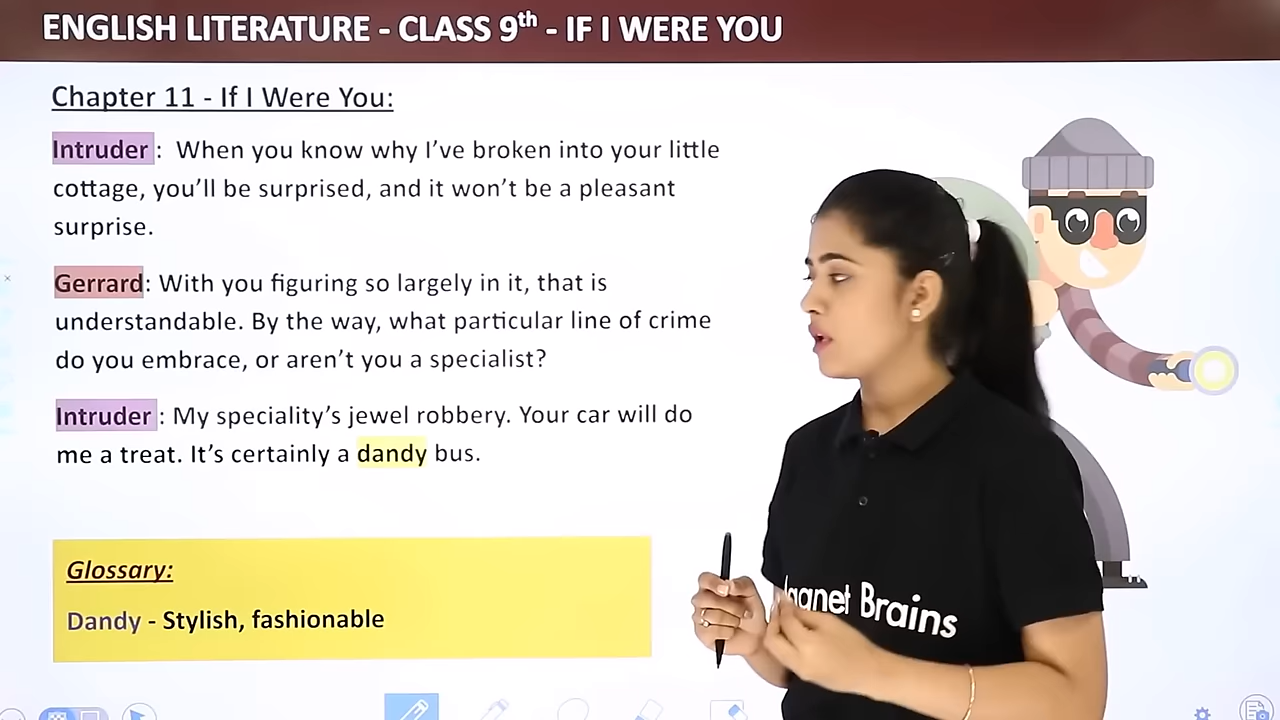 ENGLISH LITERATURE - CLASS 9th - IF I WERE YOU
Chapter 11 - If I Were You:
Intruder : When you know why I've broken into your little
cottage, you'll be surprised, and it won't be a pleasant
surprise.
Gerrard: With you figuring so largely in it, that is
understandable. By the way, what particular line of crime
do you embrace, or aren't you a specialist?
Intruder : My speciality's jewel robbery. Your car will do
me a treat. It's certainly a dandy bus.
Glossary:
Dandy - Stylish, fashionable
Brains